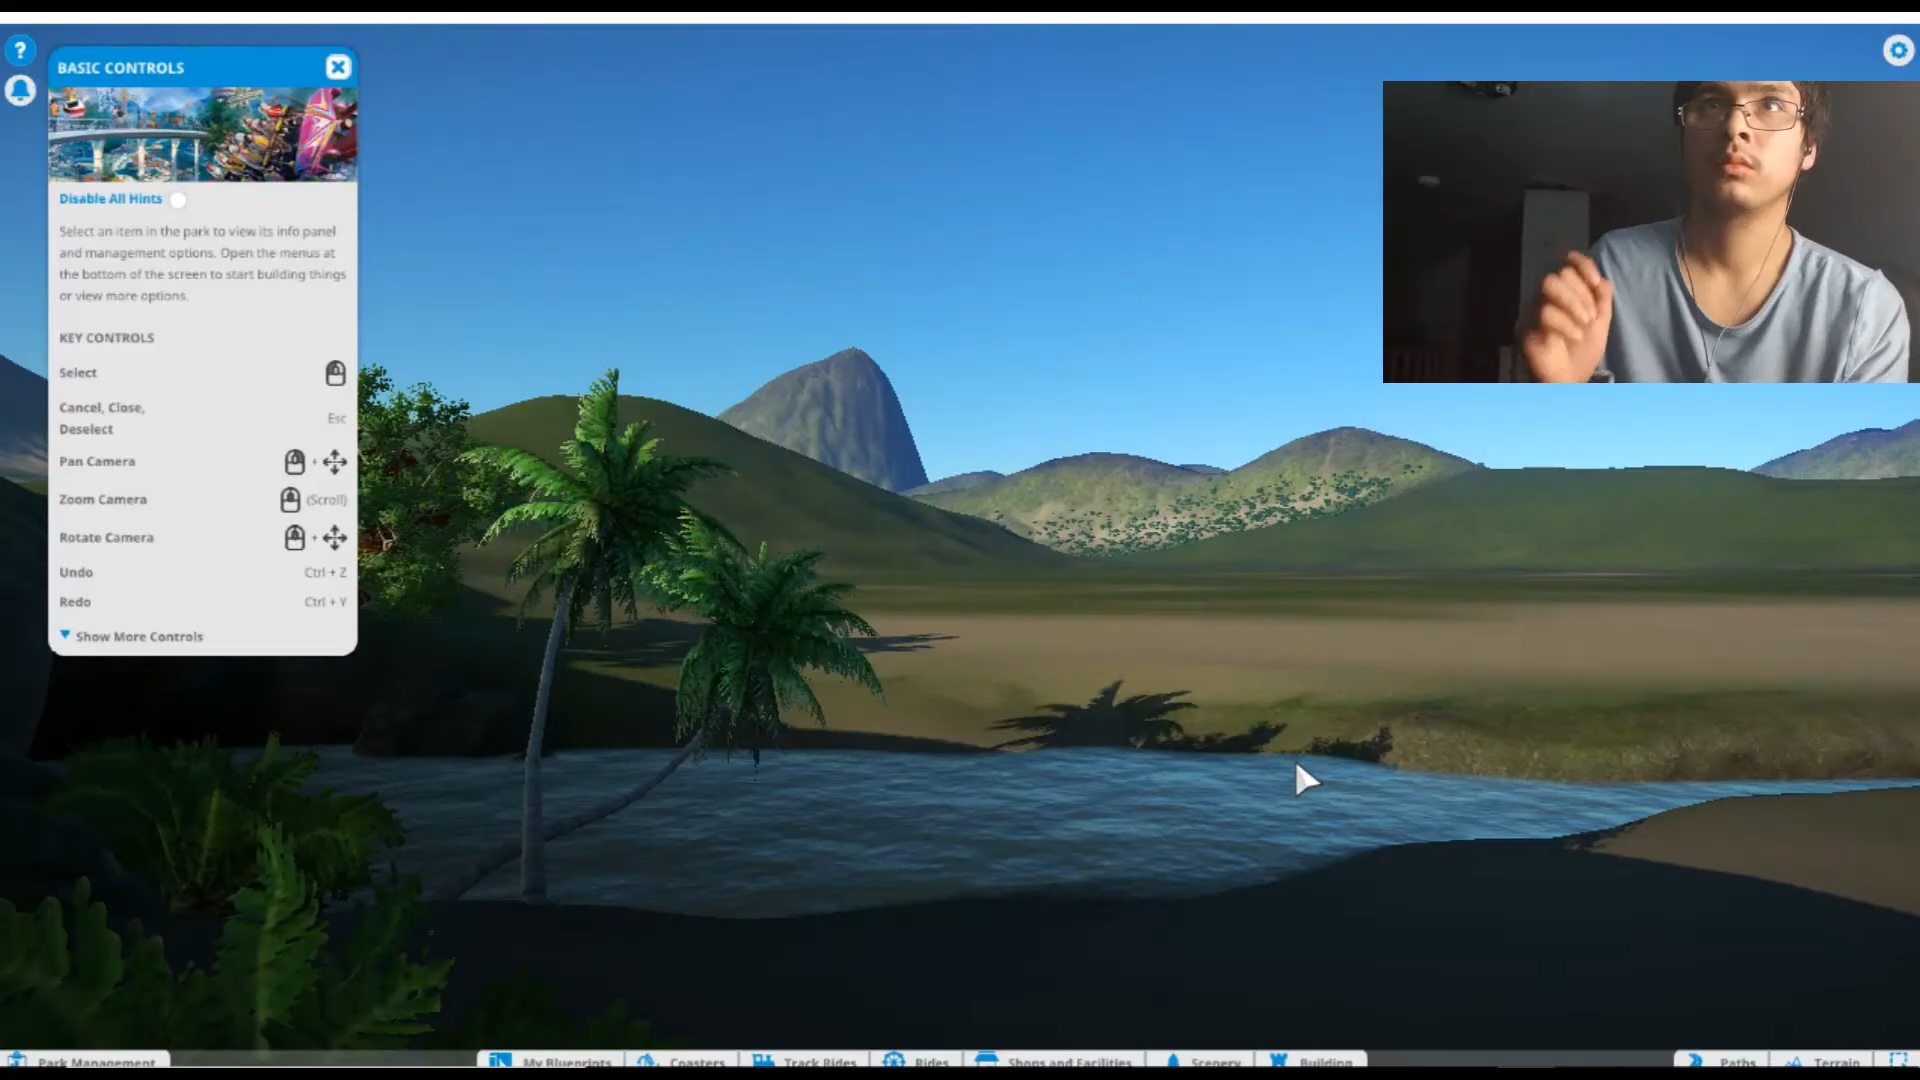 ?
BASIC CONTROLS
Disable All Hints
Select an item in the park to view its info panel
and management options. Open the menus at
the bottom of the screen to start building things
or view more options.
KEY CONTROLS
Select
Cancel, Close,
Deselect
Esc
Pan Camera +
Zoom Camera (Scroll)
Rotate Camera +
Undo Ctrl + Z
Redo Ctrl + Y
Show More Controls
Park Management My Blueprints Coasters Track Rides Rides Shops and Facilities Scenery Building Paths Terrain